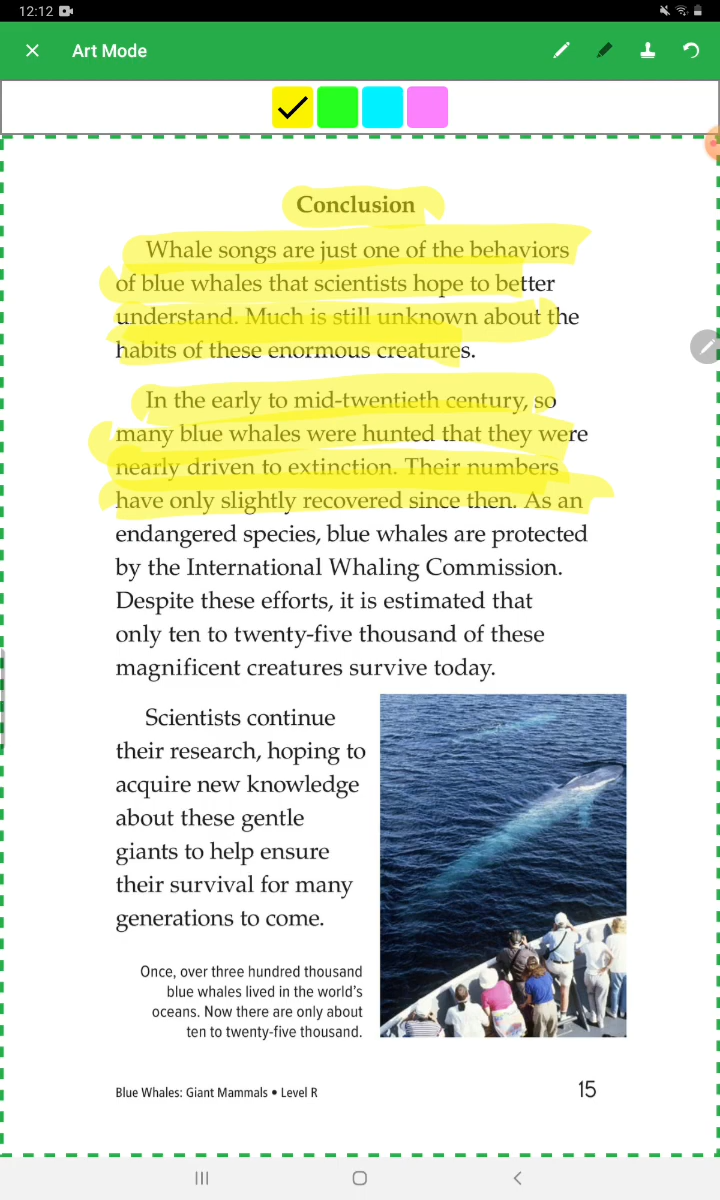 12:12
Art Mode
Conclusion
Whale songs are just one of the behaviors
of blue whales that scientists hope to better
understand. Much is still unknown about the
habits of these enormous creatures.
In the early to mid-twentieth century, so
many blue whales were hunted that they were
nearly driven to extinction. Their numbers
have only slightly recovered since then. As an
endangered species, blue whales are protected
by the International Whaling Commission.
Despite these efforts, it is estimated that
only ten to twenty-five thousand of these
magnificent creatures survive today.
Scientists continue
their research, hoping to
acquire new knowledge
about these gentle
giants to help ensure
their survival for many
generations to come.
Once, over three hundred thousand
blue whales lived in the world's
oceans. Now there are only about
ten to twenty-five thousand.
Blue Whales: Giant Mammals • Level R
15